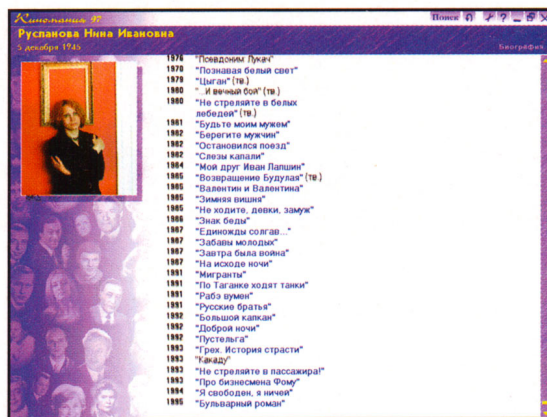 Киномания 97
Поиск
Русланова Нина Ивановна
5 декабря 1945
Биография
1976 "Псевдоним Лукач"
1978 "Познавая белый свет"
1979 "Цыган" (тв.)
1980 "...И вечный бой" (тв.)
1980 "Не стреляйте в белых
лебедей" (тв.)
1981 "Будьте моим мужем"
1982 "Берегите мужчин"
1982 "Остановился поезд"
1982 "Слезы капали"
1984 "Мой друг Иван Лапшин"
1985 "Возвращение Будулая" (тв.)
1985 "Валентин и Валентина"
1985 "Зимняя вишня"
1985 "Не ходите, девки, замуж"
1986 "Знак беды"
1987 "Единожды солгав..."
1987 "Забавы молодых"
1987 "Завтра была война"
1987 "На исходе ночи"
1991 "Мигранты"
1991 "По Таганке ходят танки"
1991 "Рабэ вумен"
1991 "Русские братья"
1992 "Большой капкан"
1992 "Доброй ночи"
1992 "Пустельга"
1993 "Грех. История страсти"
1993 "Какаду"
1993 "Не стреляйте в пассажира!"
1993 "Про бизнесмена Фому"
1994 "Я свободен, я ничей"
1995 "Бульварный роман"